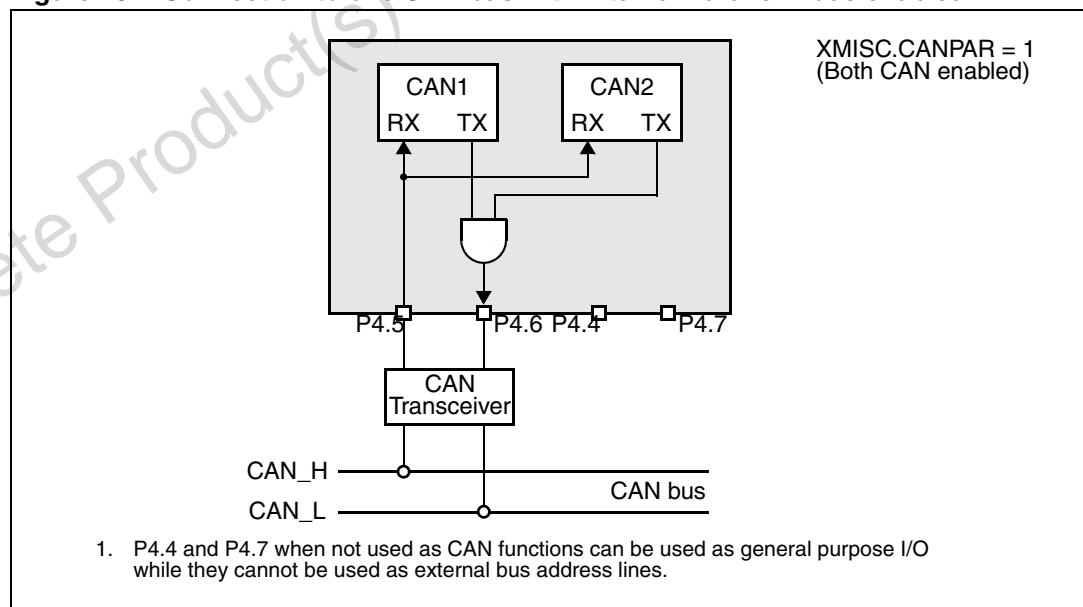 XMISC.CANPAR = 1
(Both CAN enabled)
CAN1
RX TX
CAN2
RX TX
P4.5
P4.6
P4.4
P4.7
CAN
Transceiver
CAN_H
CAN bus
CAN_L
1. P4.4 and P4.7 when not used as CAN functions can be used as general purpose I/O
while they cannot be used as external bus address lines.
ete Product(s)